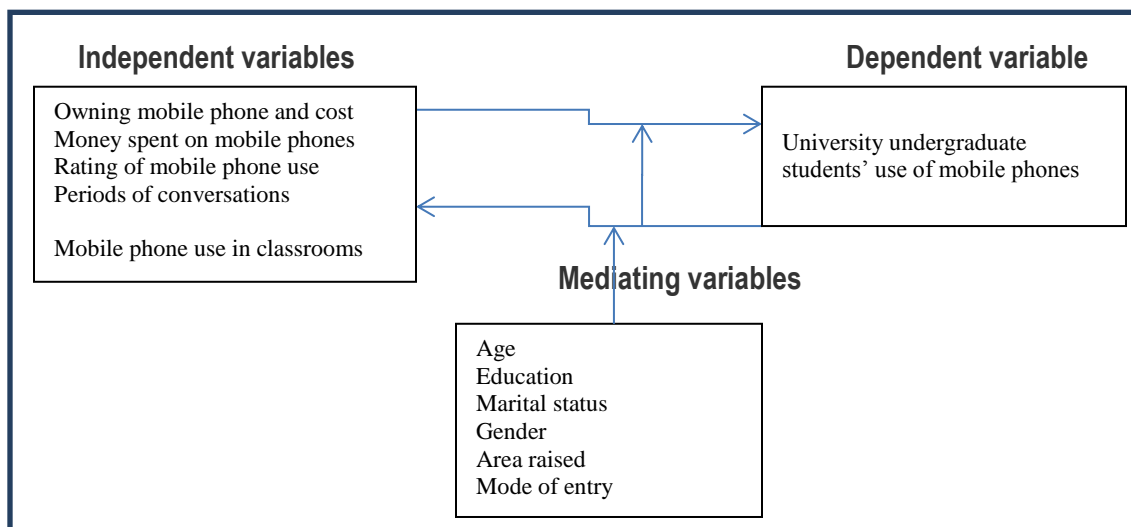 Independent variables
Dependent variable
Owning mobile phone and cost
Money spent on mobile phones
Rating of mobile phone use
Periods of conversations
Mobile phone use in classrooms
University undergraduate
students’ use of mobile phones
Mediating variables
Age
Education
Marital status
Gender
Area raised
Mode of entry